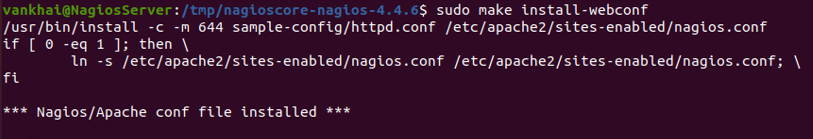 vankhai@NagiosServer:/tmp/nagioscore-nagios-4.4.6$ sudo make install-webconf
/usr/bin/install -c -m 644 sample-config/httpd.conf /etc/apache2/sites-enabled/nagios.conf
if [ 0 -eq 1 ]; then \
        ln -s /etc/apache2/sites-enabled/nagios.conf /etc/apache2/sites-enabled/nagios.conf; \
fi
*** Nagios/Apache conf file installed ***